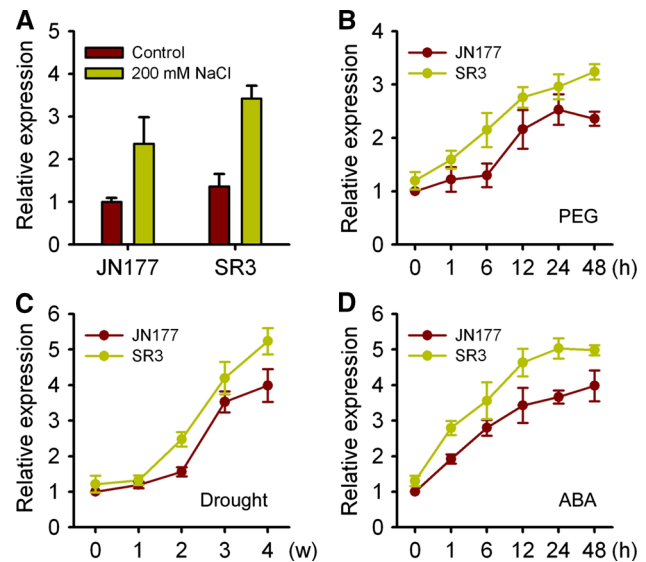 A
Relative expression
5
4
3
2
1
0
Control
200 mM NaCl
JN177 SR3
B
Relative expression
4
3
2
1
0
JN177
SR3
PEG
0 1 6 12 24 48 (h)
C
Relative expression
6
5
4
3
2
1
0
JN177
SR3
Drought
0 1 2 3 4 (w)
D
Relative expression
6
5
4
3
2
1
0
JN177
SR3
ABA
0 1 6 12 24 48 (h)